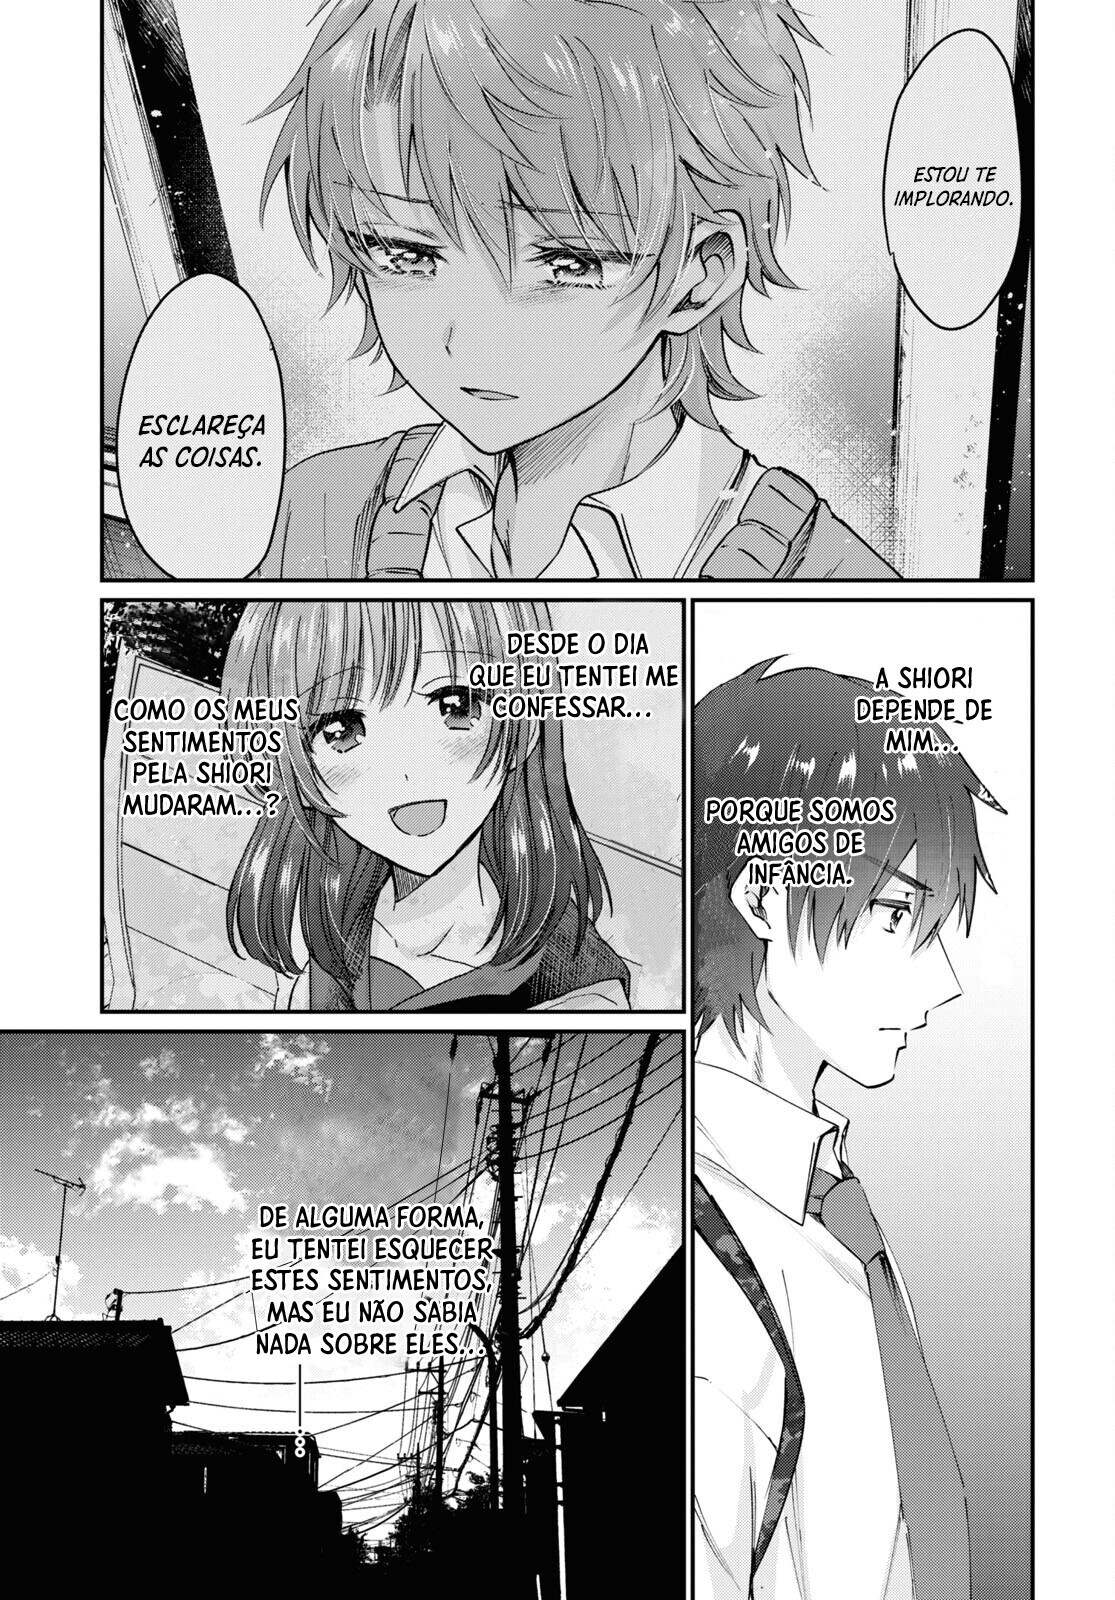 ESTOU TE
IMPLORANDO.
ESCLAREÇA
AS COISAS.
A SHIORI
DEPENDE DE
MIM...
PORQUE SOMOS
AMIGOS DE
INFÂNCIA.
DESDE O DIA
QUE EU TENTEI ME
CONFESSAR...
COMO OS MEUS
SENTIMENTOS
PELA SHIORI
MUDARAM...?
DE ALGUMA FORMA,
EU TENTEI ESQUECER
ESTES SENTIMENTOS,
MAS EU NÃO SABIA
NADA SOBRE ELES...